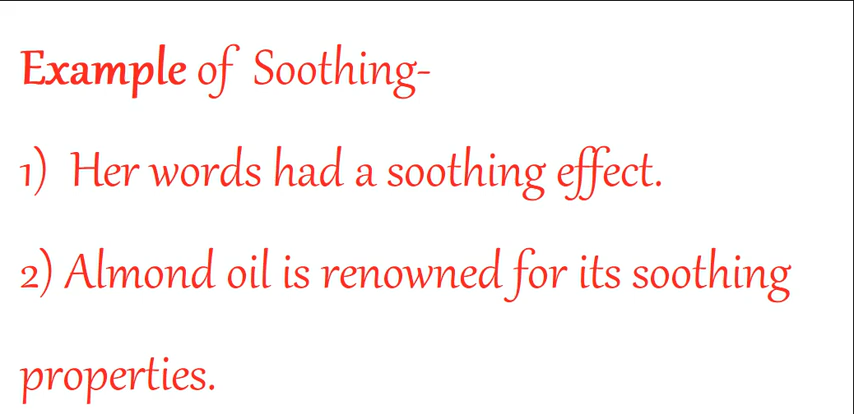 Example of Soothing-
1) Her words had a soothing effect.
2) Almond oil is renowned for its soothing
properties.